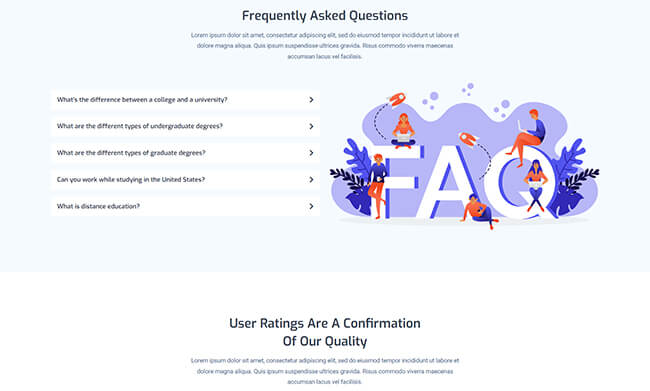 Frequently Asked Questions
Lorem ipsum dolor sit amet, consectetur adipiscing elit, sed do eiusmod tempor incididunt ut labore et
dolore magna aliqua. Quis ipsum suspendisse ultrices gravida. Risus commodo viverra maecenas
accumsan lacus vel facilisis.
What's the difference between a college and a university?
What are the different types of undergraduate degrees?
What are the different types of graduate degrees?
Can you work while studying in the United States?
What is distance education?
FAQ
User Ratings Are A Confirmation
Of Our Quality
Lorem ipsum dolor sit amet, consectetur adipiscing elit, sed do eiusmod tempor incididunt ut labore et
dolore magna aliqua. Quis ipsum suspendisse ultrices gravida. Risus commodo viverra maecenas
accumsan lacus vel facilisis.